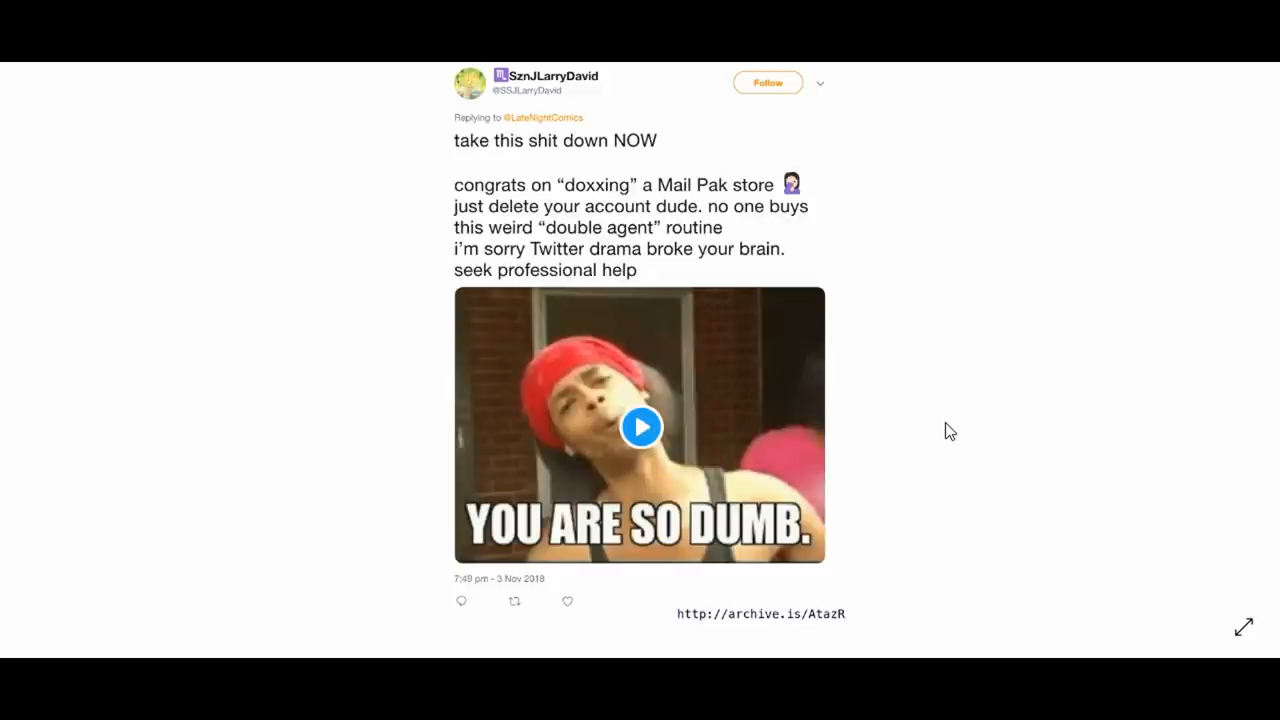 ♏SznJLarryDavid
@SSJLarryDavid
Follow
Replying to @LateNightComics
take this shit down NOW
congrats on “doxxing” a Mail Pak store 🤦🏻‍♀️
just delete your account dude. no one buys
this weird “double agent” routine
i’m sorry Twitter drama broke your brain.
seek professional help
YOU ARE SO DUMB.
7:49 pm - 3 Nov 2018
http://archive.is/AtazR